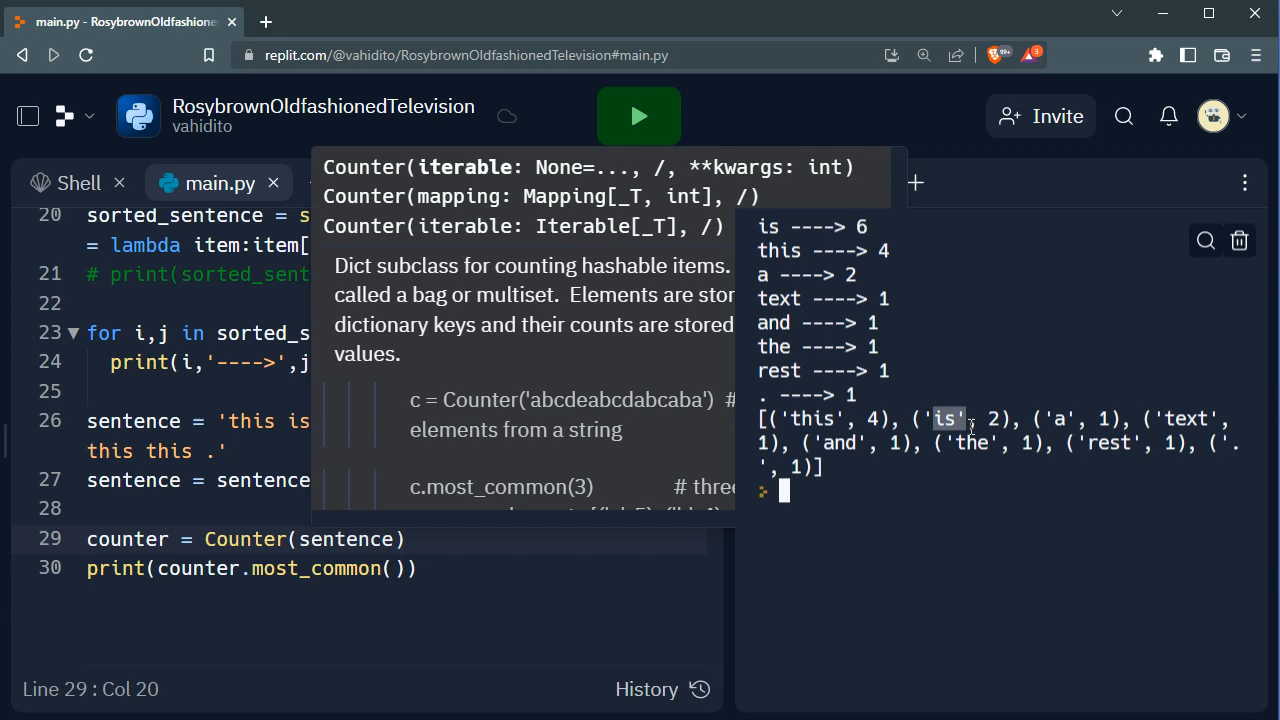 main.py - RosybrownOldfashione
replit.com/@vahidito/RosybrownOldfashionedTelevision#main.py
99+
3
RosybrownOldfashionedTelevision
vahidito
Invite
Shell
main.py
Counter(iterable: None=..., /, **kwargs: int)
Counter(mapping: Mapping[_T, int], /)
Counter(iterable: Iterable[_T], /)
Dict subclass for counting hashable items.
called a bag or multiset.  Elements are stor
dictionary keys and their counts are stored
values.
c = Counter('abcdeabcdabcaba')  #
elements from a string
c.most_common(3)             # three
20 sorted_sentence = s
= lambda item:item[
21 # print(sorted_sent
22
23 for i,j in sorted_s
24 print(i,'---->',j
25
26 sentence = 'this is
this this .'
27 sentence = sentence
28
29 counter = Counter(sentence)
30 print(counter.most_common())
is ----> 6
this ----> 4
a ----> 2
text ----> 1
and ----> 1
the ----> 1
rest ----> 1
. ----> 1
[('this', 4), ('is', 2), ('a', 1), ('text',
1), ('and', 1), ('the', 1), ('rest', 1), ('.
', 1)]
>
Line 29 : Col 20
History